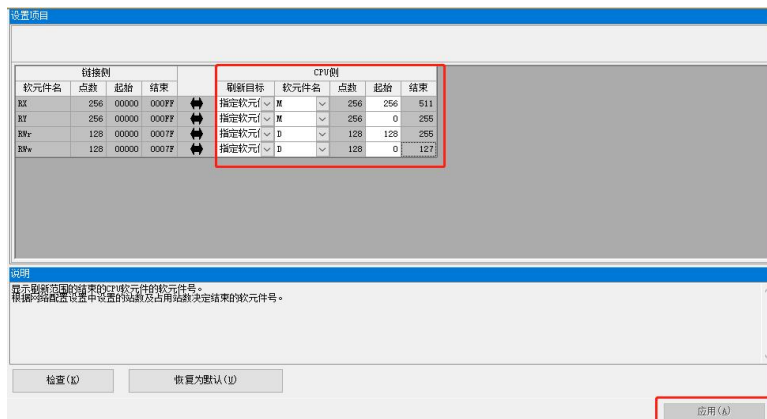 设置项目
链接侧 CPU侧
软元件名 点数 起始 结束 刷新目标 软元件名 点数 起始 结束
RX 256 00000 000FF 指定软元 M 256 256 511
RY 256 00000 000FF 指定软元 M 256 0 255
RWr 128 00000 0007F 指定软元 D 128 128 255
RWw 128 00000 0007F 指定软元 D 128 0 127
说明
显示刷新范围的结束的CPU软元件的软元件号。
根据网络配置设置中设置的站数及占用站数决定结束的软元件号。
检查(K) 恢复为默认(U)
应用(A)